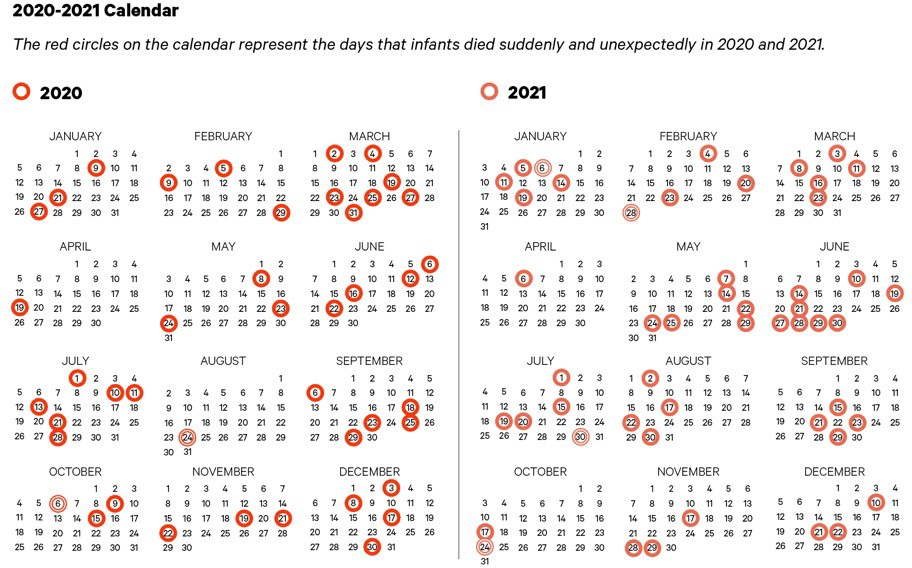 2020-2021 Calendar
The red circles on the calendar represent the days that infants died suddenly and unexpectedly in 2020 and 2021.
2020
JANUARY
1 2 3 4
5 6 7 8 9 10 11
12 13 14 15 16 17 18
19 20 21 22 23 24 25
26 27 28 29 30 31
FEBRUARY
1
2 3 4 5 6 7 8
9 10 11 12 13 14 15
16 17 18 19 20 21 22
23 24 25 26 27 28 29
MARCH
1 2 3 4 5 6 7
8 9 10 11 12 13 14
15 16 17 18 19 20 21
22 23 24 25 26 27 28
29 30 31
APRIL
1 2 3 4
5 6 7 8 9 10 11
12 13 14 15 16 17 18
19 20 21 22 23 24 25
26 27 28 29 30
MAY
1 2
3 4 5 6 7 8 9
10 11 12 13 14 15 16
17 18 19 20 21 22 23
24 25 26 27 28 29 30
31
JUNE
1 2 3 4 5 6
7 8 9 10 11 12 13
14 15 16 17 18 19 20
21 22 23 24 25 26 27
28 29 30
JULY
1 2 3 4
5 6 7 8 9 10 11
12 13 14 15 16 17 18
19 20 21 22 23 24 25
26 27 28 29 30 31
AUGUST
1
2 3 4 5 6 7 8
9 10 11 12 13 14 15
16 17 18 19 20 21 22
23 24 25 26 27 28 29
30 31
SEPTEMBER
1 2 3 4 5
6 7 8 9 10 11 12
13 14 15 16 17 18 19
20 21 22 23 24 25 26
27 28 29 30
OCTOBER
1 2 3
4 5 6 7 8 9 10
11 12 13 14 15 16 17
18 19 20 21 22 23 24
25 26 27 28 29 30 31
NOVEMBER
1 2 3 4 5 6 7
8 9 10 11 12 13 14
15 16 17 18 19 20 21
22 23 24 25 26 27 28
29 30
DECEMBER
1 2 3 4 5
6 7 8 9 10 11 12
13 14 15 16 17 18 19
20 21 22 23 24 25 26
27 28 29 30 31
2021
JANUARY
1 2
3 4 5 6 7 8 9
10 11 12 13 14 15 16
17 18 19 20 21 22 23
24 25 26 27 28 29 30
31
FEBRUARY
1 2 3 4 5 6
7 8 9 10 11 12 13
14 15 16 17 18 19 20
21 22 23 24 25 26 27
28
MARCH
1 2 3 4 5 6
7 8 9 10 11 12 13
14 15 16 17 18 19 20
21 22 23 24 25 26 27
28 29 30 31
APRIL
1 2 3
4 5 6 7 8 9 10
11 12 13 14 15 16 17
18 19 20 21 22 23 24
25 26 27 28 29 30
MAY
1
2 3 4 5 6 7 8
9 10 11 12 13 14 15
16 17 18 19 20 21 22
23 24 25 26 27 28 29
30 31
JUNE
1 2 3 4 5
6 7 8 9 10 11 12
13 14 15 16 17 18 19
20 21 22 23 24 25 26
27 28 29 30
JULY
1 2 3
4 5 6 7 8 9 10
11 12 13 14 15 16 17
18 19 20 21 22 23 24
25 26 27 28 29 30 31
AUGUST
1 2 3 4 5 6 7
8 9 10 11 12 13 14
15 16 17 18 19 20 21
22 23 24 25 26 27 28
29 30 31
SEPTEMBER
1 2 3 4
5 6 7 8 9 10 11
12 13 14 15 16 17 18
19 20 21 22 23 24 25
26 27 28 29 30
OCTOBER
1 2
3 4 5 6 7 8 9
10 11 12 13 14 15 16
17 18 19 20 21 22 23
24 25 26 27 28 29 30
31
NOVEMBER
1 2 3 4 5 6
7 8 9 10 11 12 13
14 15 16 17 18 19 20
21 22 23 24 25 26 27
28 29 30
DECEMBER
1 2 3 4
5 6 7 8 9 10 11
12 13 14 15 16 17 18
19 20 21 22 23 24 25
26 27 28 29 30 31